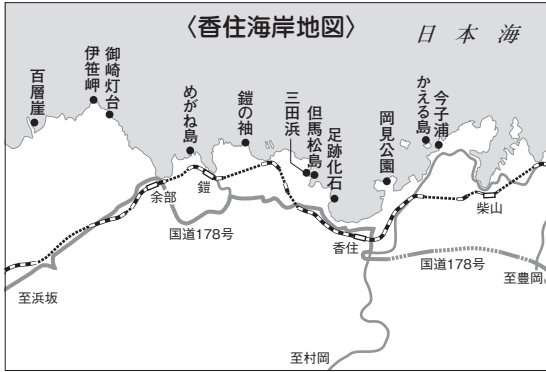 〈香住海岸地図〉
日本海
百層崖
伊笹岬
御崎灯台
めがね島
鎧の袖
三田浜
但馬松島
足跡化石
岡見公園
かえる島
今子浦
余部
鎧
柴山
香住
国道178号
国道178号
至豊岡
至浜坂
至村岡